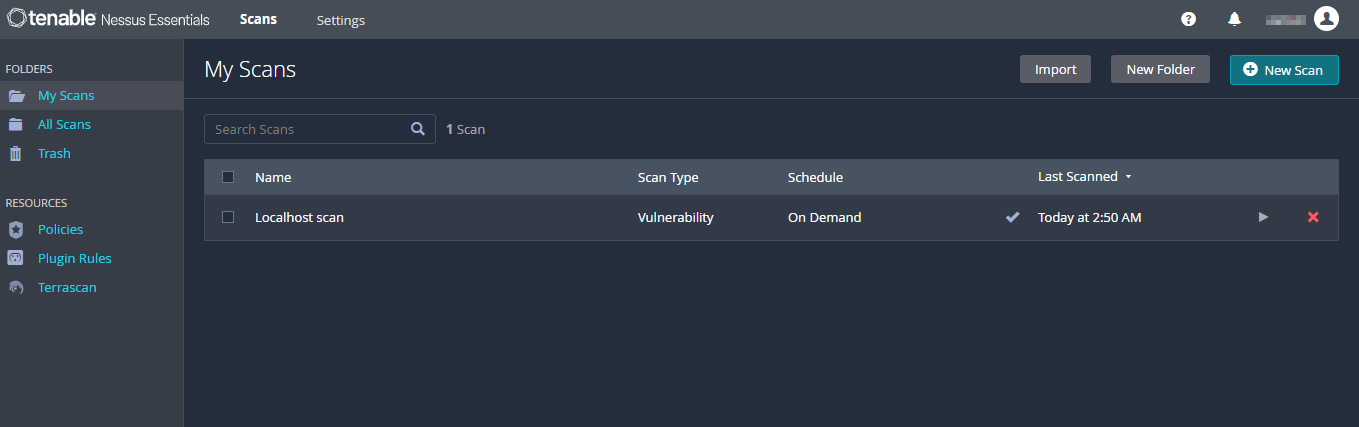 tenable Nessus Essentials Scans Settings
FOLDERS
My Scans
All Scans
Trash
RESOURCES
Policies
Plugin Rules
Terrascan
My Scans
Import New Folder New Scan
Search Scans 1 Scan
Name Scan Type Schedule Last Scanned
Localhost scan Vulnerability On Demand Today at 2:50 AM